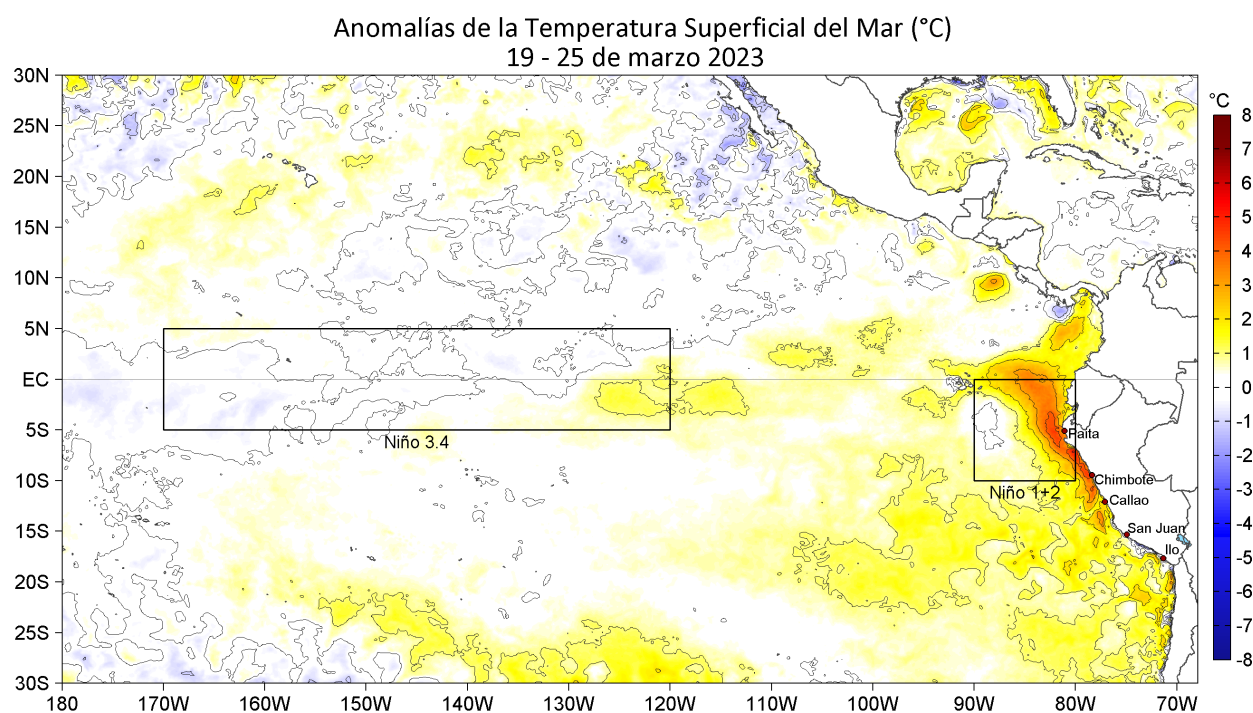 Anomalías de la Temperatura Superficial del Mar (°C)
19 - 25 de marzo 2023
30N
25N
20N
15N
10N
5N
EC
5S
10S
15S
20S
25S
30S
180
170W
160W
150W
140W
130W
120W
110W
100W
90W
80W
70W
Niño 3.4
Niño 1+2
Paita
Chimbote
Callao
San Juan
Ilo
°C
8
7
6
5
4
3
2
1
0
-1
-2
-3
-4
-5
-6
-7
-8